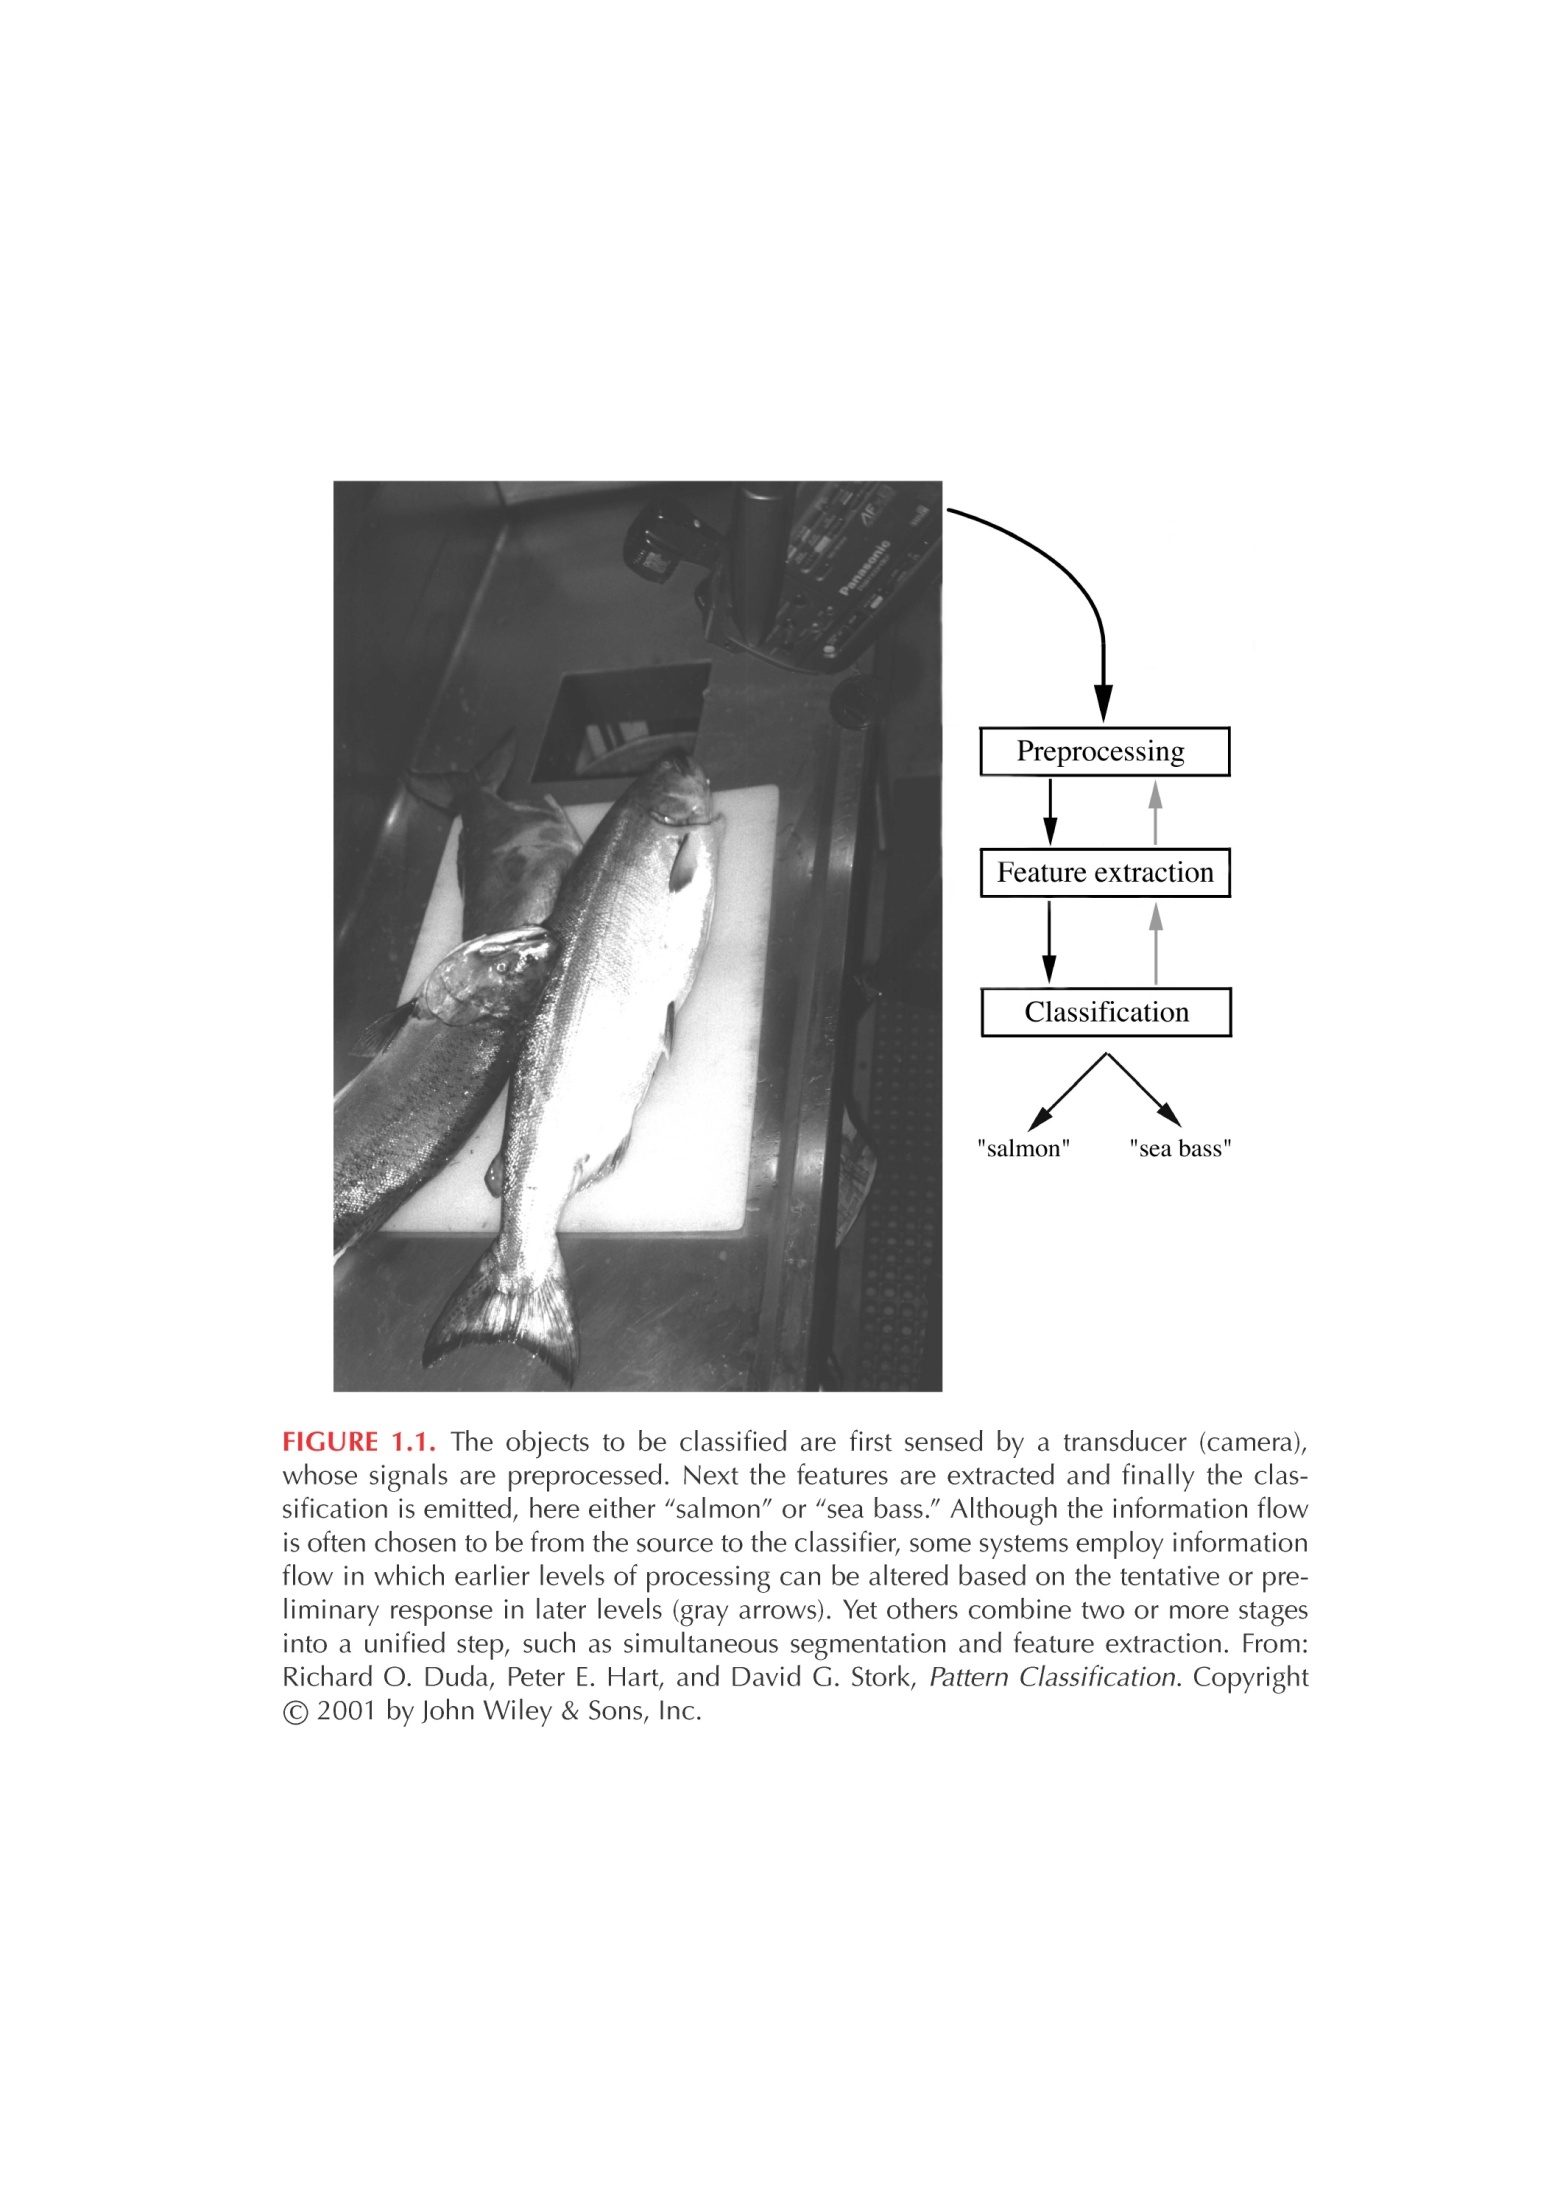 Panasonic
Preprocessing
Feature extraction
Classification
"salmon" "sea bass"
FIGURE 1.1. The objects to be classified are first sensed by a transducer (camera),
whose signals are preprocessed. Next the features are extracted and finally the clas-
sification is emitted, here either “salmon” or “sea bass.” Although the information flow
is often chosen to be from the source to the classifier, some systems employ information
flow in which earlier levels of processing can be altered based on the tentative or pre-
liminary response in later levels (gray arrows). Yet others combine two or more stages
into a unified step, such as simultaneous segmentation and feature extraction. From:
Richard O. Duda, Peter E. Hart, and David G. Stork, Pattern Classification. Copyright
© 2001 by John Wiley & Sons, Inc.